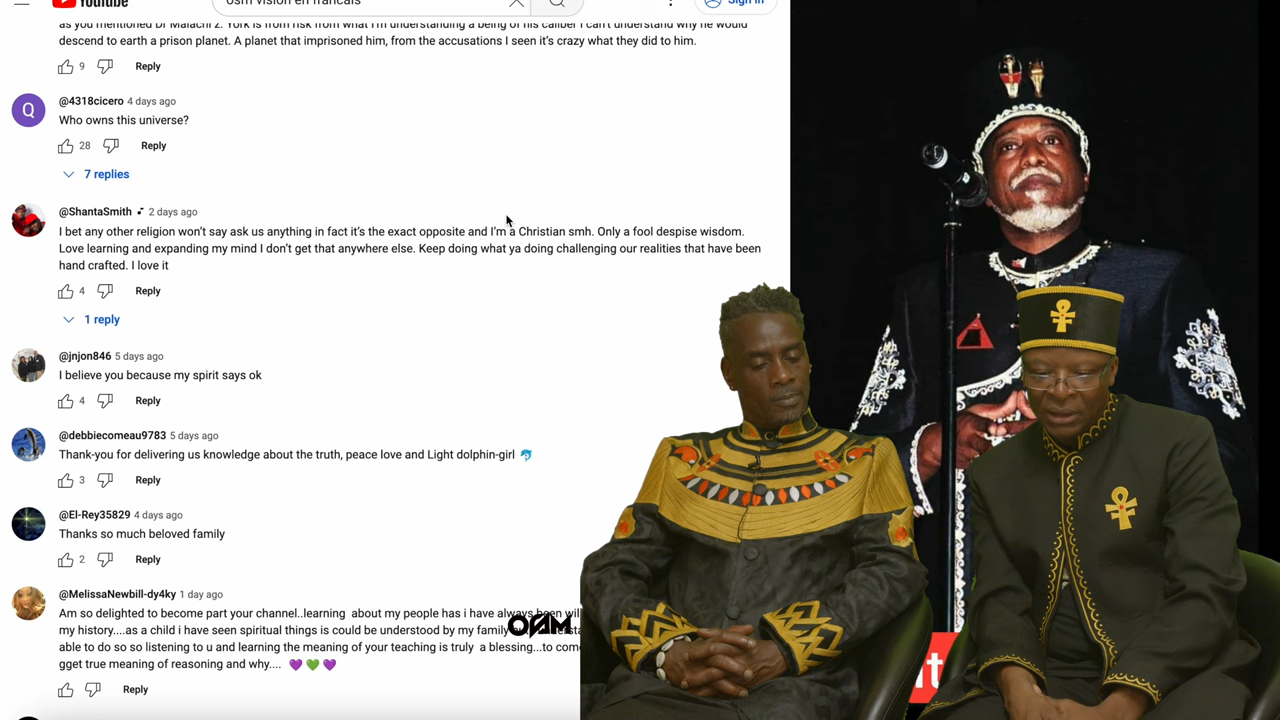 YouTube
osm vision en francais
Sign in
as you mentioned Dr Malachi Z. York is from risk from what I'm understanding a being of his caliber I can't understand why he would
descend to earth a prison planet. A planet that imprisoned him, from the accusations I seen it's crazy what they did to him.
9 Reply
Q
@4318cicero 4 days ago
Who owns this universe?
28 Reply
7 replies
@ShantaSmith 2 days ago
I bet any other religion won't say ask us anything in fact it's the exact opposite and I'm a Christian smh. Only a fool despise wisdom.
Love learning and expanding my mind I don't get that anywhere else. Keep doing what ya doing challenging our realities that have been
hand crafted. I love it
4 Reply
1 reply
@jnjon846 5 days ago
I believe you because my spirit says ok
4 Reply
@debbiecomeau9783 5 days ago
Thank-you for delivering us knowledge about the truth, peace love and Light dolphin-girl 🐬
3 Reply
@El-Rey35829 4 days ago
Thanks so much beloved family
2 Reply
@MelissaNewbill-dy4ky 1 day ago
Am so delighted to become part your channel..learning about my people has i have always been
my history....as a child i have seen spiritual things is could be understood by my family
able to do so so listening to u and learning the meaning of your teaching is truly a blessing...to
gget true meaning of reasoning and why.... 💜 💚 💜
Reply